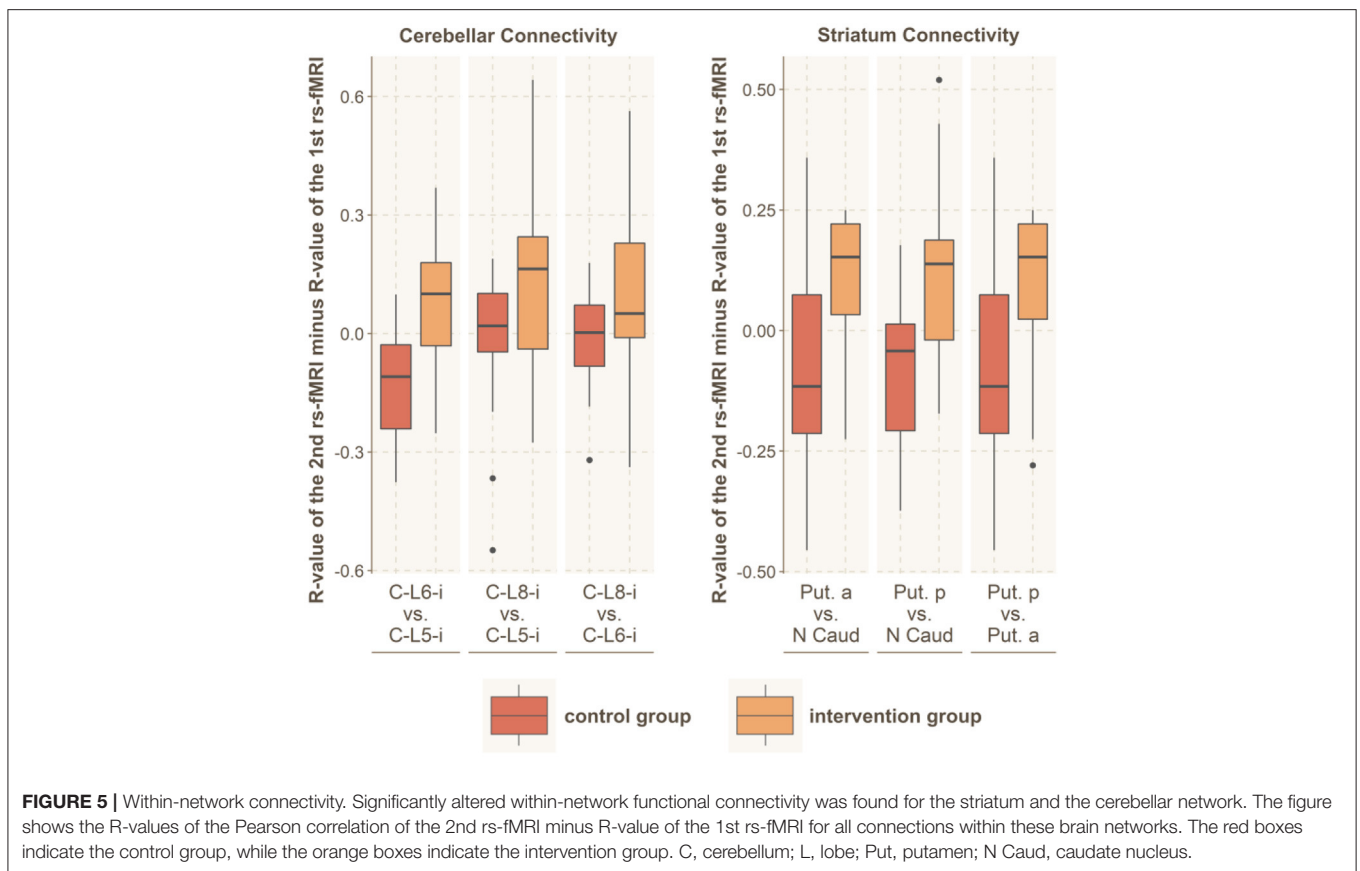 Cerebellar Connectivity
R-value of the 2nd rs-fMRI minus R-value of the 1st rs-fMRI
0.6
0.3
0.0
-0.3
-0.6
C-L6-i
vs.
C-L5-i
C-L8-i
vs.
C-L5-i
C-L8-i
vs.
C-L6-i
Striatum Connectivity
R-value of the 2nd rs-fMRI minus R-value of the 1st rs-fMRI
0.50
0.25
0.00
-0.25
-0.50
Put. a
vs.
N Caud
Put. p
vs.
N Caud
Put. p
vs.
Put. a
control group
intervention group
FIGURE 5 | Within-network connectivity. Significantly altered within-network functional connectivity was found for the striatum and the cerebellar network. The figure
shows the R-values of the Pearson correlation of the 2nd rs-fMRI minus R-value of the 1st rs-fMRI for all connections within these brain networks. The red boxes
indicate the control group, while the orange boxes indicate the intervention group. C, cerebellum; L, lobe; Put, putamen; N Caud, caudate nucleus.